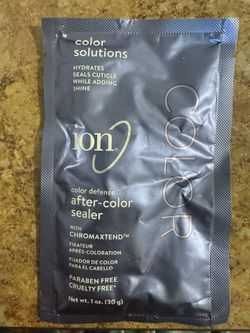 color
solutions
HYDRATES
SEALS CUTICLE
WHILE ADDING
SHINE
ion
COLOR
color defense™
after-color
sealer
WITH
CHROMAXTEND™
FIXATEUR
APRÈS-COLORATION
FIJADOR DE COLOR
PARA EL CABELLO
PARABEN FREE
CRUELTY FREE*
Net wt. 1 oz. (30 g)